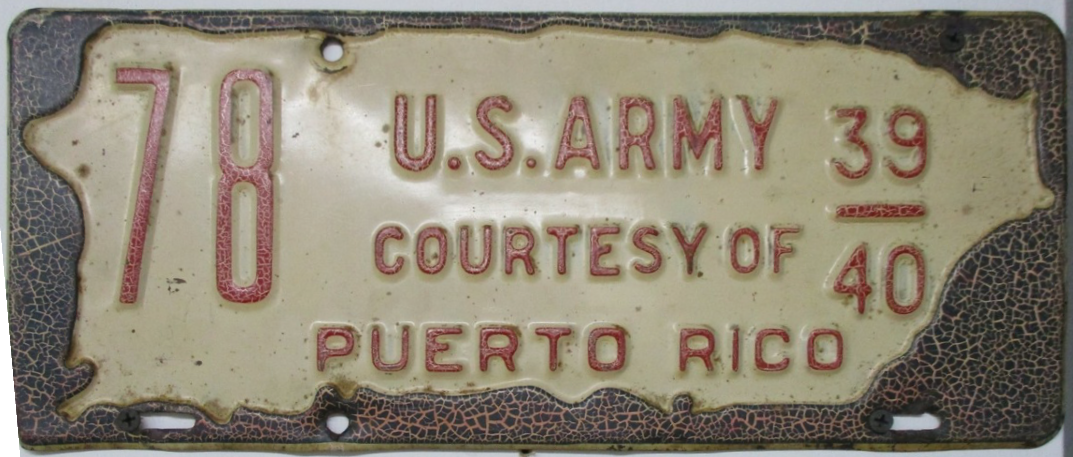 78 U.S. ARMY 39
COURTESY OF 40
PUERTO RICO